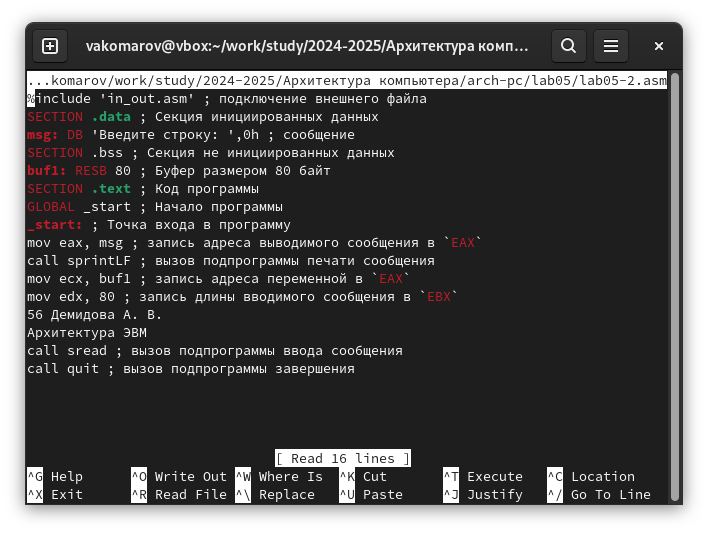 vakomarov@vbox:~/work/study/2024-2025/Архитектура комп...
...komarov/work/study/2024-2025/Архитектура компьютера/arch-pc/lab05/lab05-2.asm
%include 'in_out.asm' ; подключение внешнего файла
SECTION .data ; Секция инициированных данных
msg: DB 'Введите строку: ',0h ; сообщение
SECTION .bss ; Секция не инициированных данных
buf1: RESB 80 ; Буфер размером 80 байт
SECTION .text ; Код программы
GLOBAL _start ; Начало программы
_start: ; Точка входа в программу
mov eax, msg ; запись адреса выводимого сообщения в `EAX`
call sprintLF ; вызов подпрограммы печати сообщения
mov ecx, buf1 ; запись адреса переменной в `EAX`
mov edx, 80 ; запись длины вводимого сообщения в `EBX`
56 Демидова А. В.
Архитектура ЭВМ
call sread ; вызов подпрограммы ввода сообщения
call quit ; вызов подпрограммы завершения
[ Read 16 lines ]
^G Help ^O Write Out ^W Where Is ^K Cut ^T Execute ^C Location
^X Exit ^R Read File ^\ Replace ^U Paste ^J Justify ^/ Go To Line